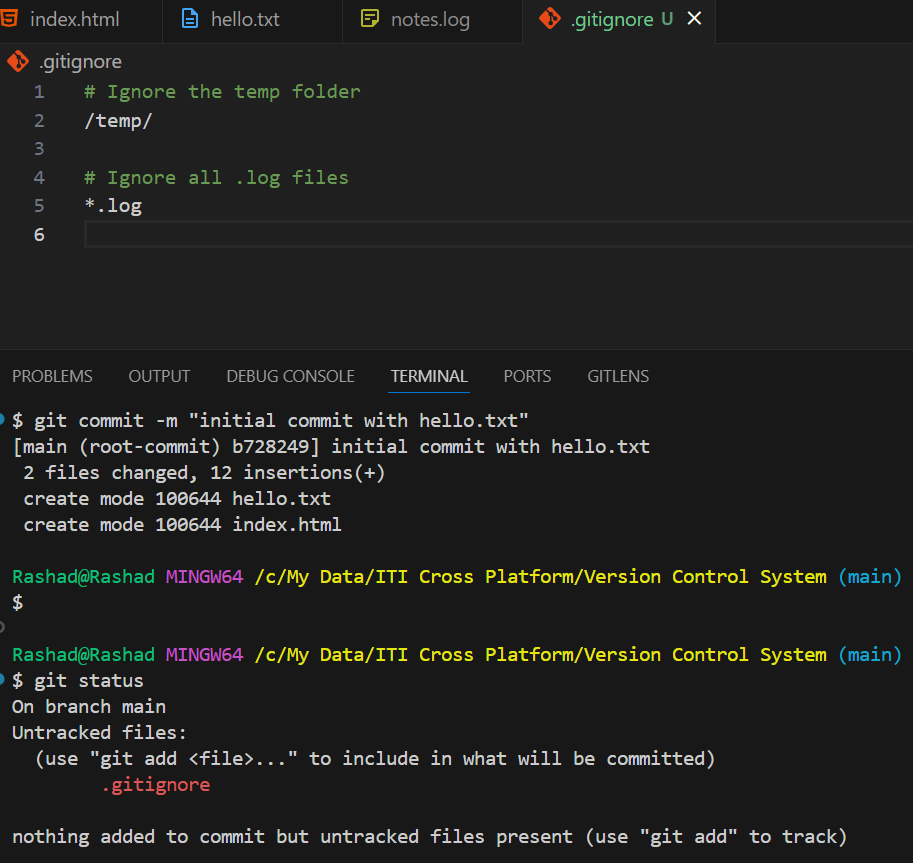 index.html hello.txt notes.log .gitignore U
.gitignore
1 # Ignore the temp folder
2 /temp/
3
4 # Ignore all .log files
5 *.log
6
PROBLEMS OUTPUT DEBUG CONSOLE TERMINAL PORTS GITLENS
$ git commit -m "initial commit with hello.txt"
[main (root-commit) b728249] initial commit with hello.txt
 2 files changed, 12 insertions(+)
 create mode 100644 hello.txt
 create mode 100644 index.html
Rashad@Rashad MINGW64 /c/My Data/ITI Cross Platform/Version Control System (main)
$
Rashad@Rashad MINGW64 /c/My Data/ITI Cross Platform/Version Control System (main)
$ git status
On branch main
Untracked files:
  (use "git add <file>..." to include in what will be committed)
        .gitignore
nothing added to commit but untracked files present (use "git add" to track)